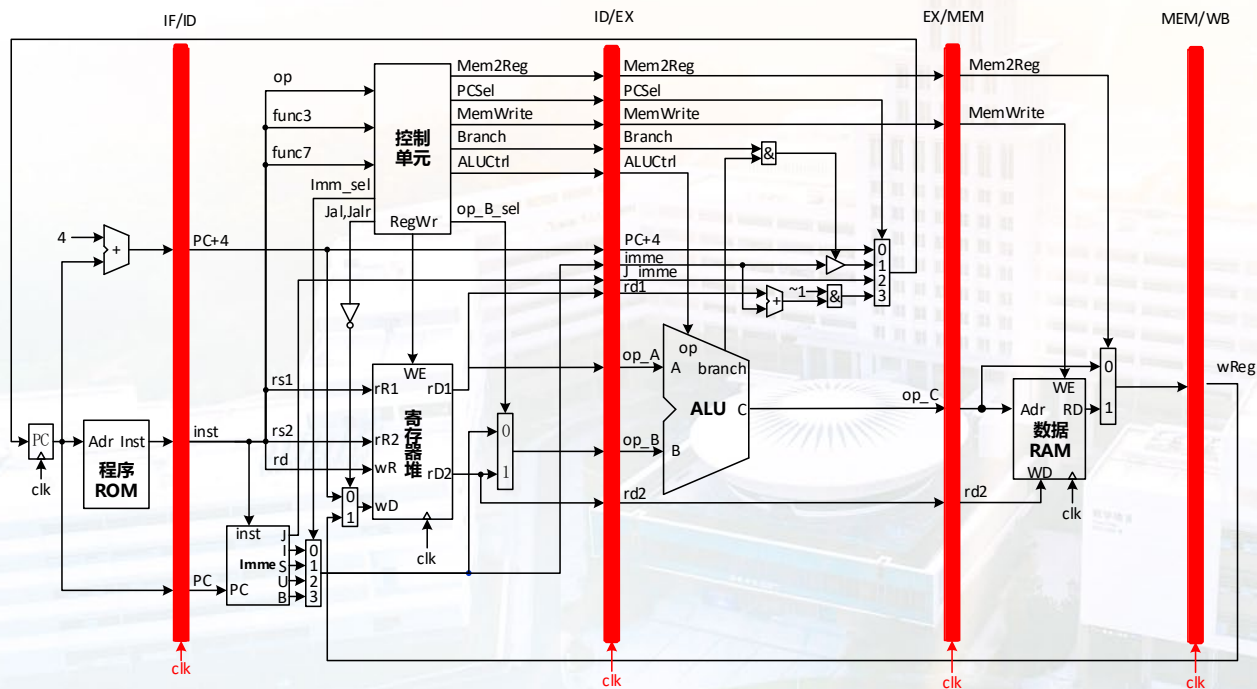 IF/ID
ID/EX
EX/MEM
MEM/WB
op
func3
func7
Imm_sel
Jal,Jalr
控制
单元
RegWr
op_B_sel
Mem2Reg
PCSel
MemWrite
Branch
ALUCtrl
Mem2Reg
PCSel
MemWrite
Branch
ALUCtrl
&
Mem2Reg
MemWrite
4
+
PC+4
PC+4
imme
J_imme
rd1
+
~1
&
0
1
2
3
PC
clk
Adr Inst
程序
ROM
inst
rs1
rs2
rd
WE
rR1
rD1
rR2
寄
存
器
堆
wR
rD2
wD
clk
0
1
0
1
inst
J
I
Imme
S
U
PC
B
0
1
2
3
PC
op_A
op_B
rd2
op
A
branch
ALU
C
B
op_C
rd2
WE
Adr
RD
数据
RAM
WD
clk
0
1
wReg
clk
clk
clk
clk